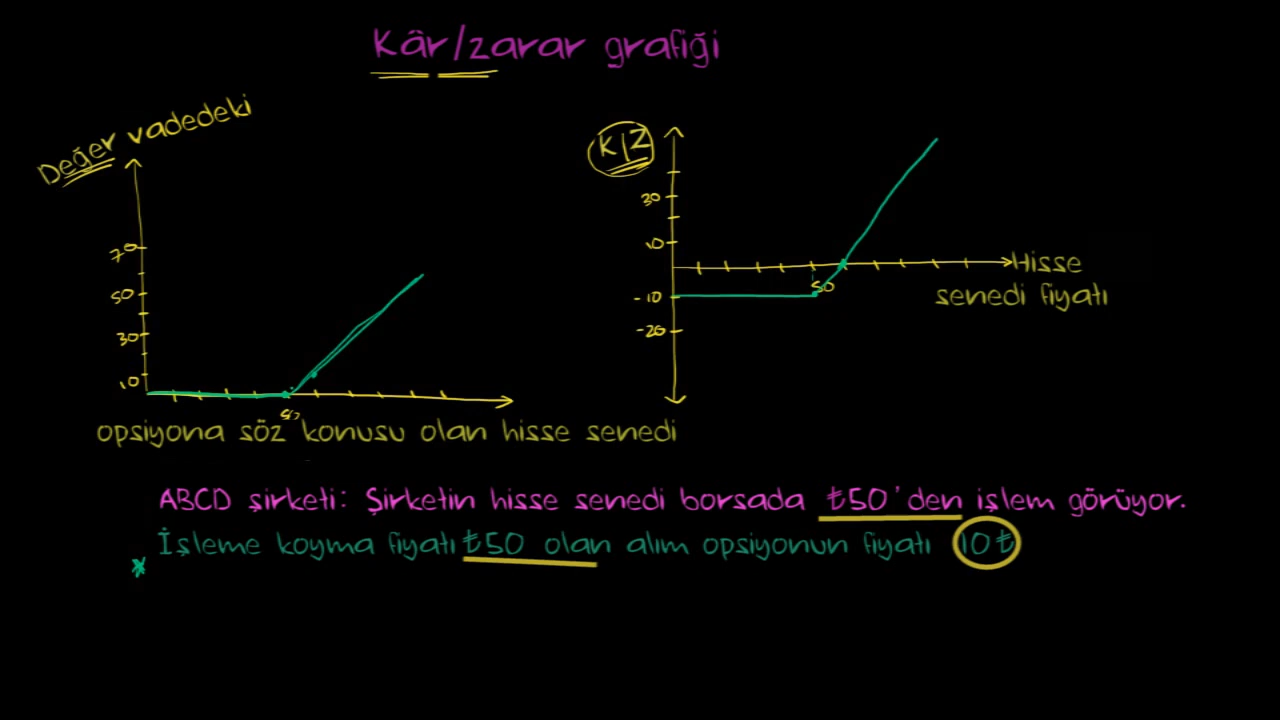 Kâr/zarar grafiği
Değer vadedeki
70
50
30
10
50
opsiyona söz konusu olan hisse senedi
K/Z
30
10
-10
-20
50
Hisse
senedi fiyatı
ABCD şirketi: Şirketin hisse senedi borsada ₺50'den işlem görüyor.
İşleme koyma fiyatı ₺50 olan alım opsiyonun fiyatı 10₺